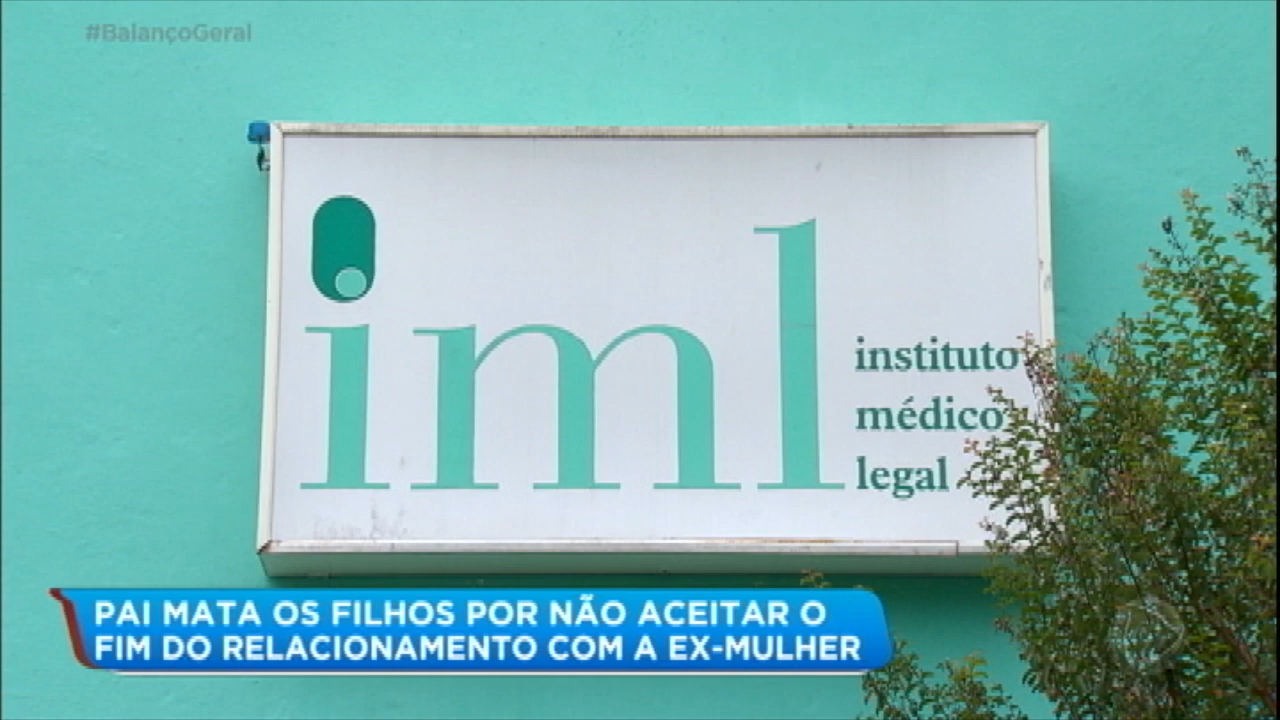 #BalançoGeral
iml
instituto
médico
legal
PAI MATA OS FILHOS POR NÃO ACEITAR O
FIM DO RELACIONAMENTO COM A EX-MULHER